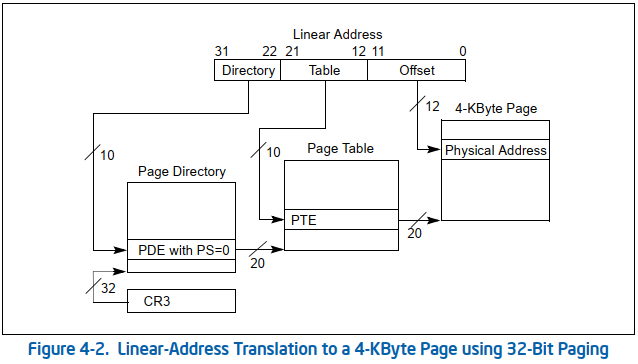 Linear Address
31 22 21 12 11 0
Directory Table Offset
12 4-KByte Page
10 10 Page Table Physical Address
Page Directory
PTE
20
PDE with PS=0
20
32
CR3
Figure 4-2. Linear-Address Translation to a 4-KByte Page using 32-Bit Paging